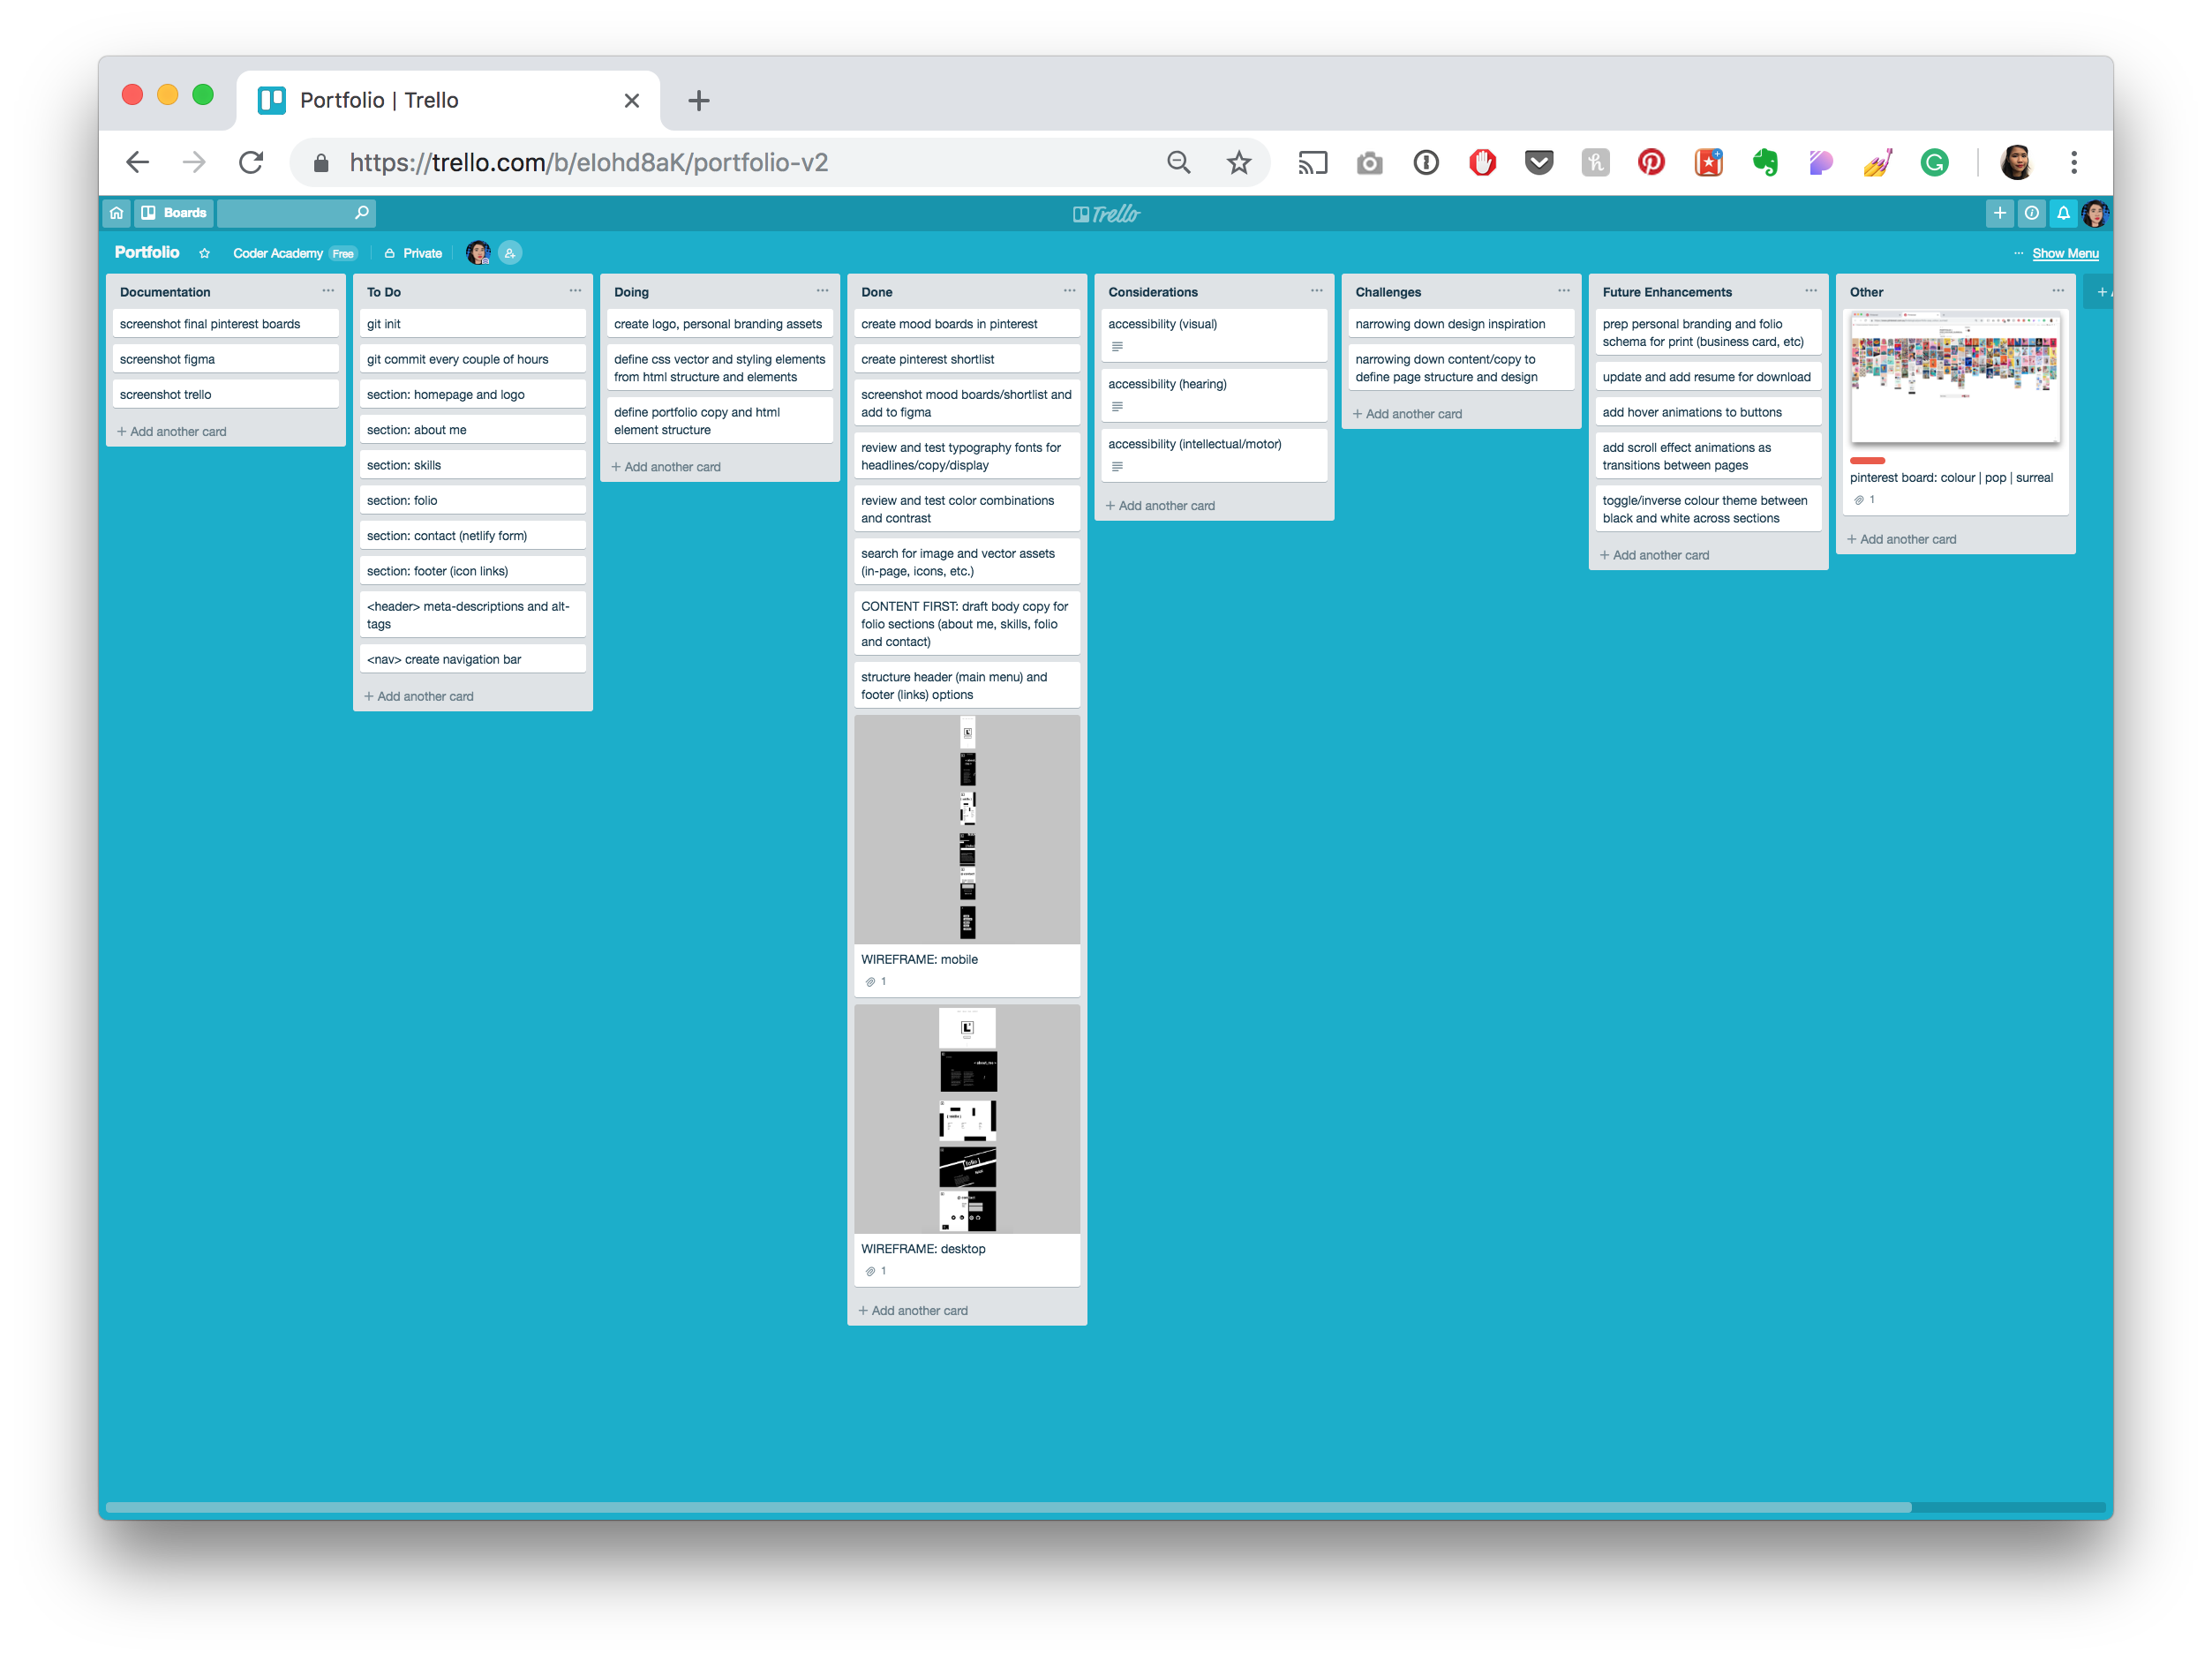 Portfolio | Trello
https://trello.com/b/elohd8aK/portfolio-v2
Boards
Trello
Portfolio
Coder Academy Free
Private
Show Menu
Documentation
screenshot final pinterest boards
screenshot figma
screenshot trello
+ Add another card
To Do
git init
git commit every couple of hours
section: homepage and logo
section: about me
section: skills
section: folio
section: contact (netlify form)
section: footer (icon links)
<header> meta-descriptions and alt-
tags
<nav> create navigation bar
+ Add another card
Doing
create logo, personal branding assets
define css vector and styling elements
from html structure and elements
define portfolio copy and html
element structure
+ Add another card
Done
create mood boards in pinterest
create pinterest shortlist
screenshot mood boards/shortlist and
add to figma
review and test typography fonts for
headlines/copy/display
review and test color combinations
and contrast
search for image and vector assets
(in-page, icons, etc.)
CONTENT FIRST: draft body copy for
folio sections (about me, skills, folio
and contact)
structure header (main menu) and
footer (links) options
WIREFRAME: mobile
1
WIREFRAME: desktop
1
+ Add another card
Considerations
accessibility (visual)
accessibility (hearing)
accessibility (intellectual/motor)
+ Add another card
Challenges
narrowing down design inspiration
narrowing down content/copy to
define page structure and design
+ Add another card
Future Enhancements
prep personal branding and folio
schema for print (business card, etc)
update and add resume for download
add hover animations to buttons
add scroll effect animations as
transitions between pages
toggle/inverse colour theme between
black and white across sections
+ Add another card
Other
pinterest board: colour | pop | surreal
1
+ Add another card